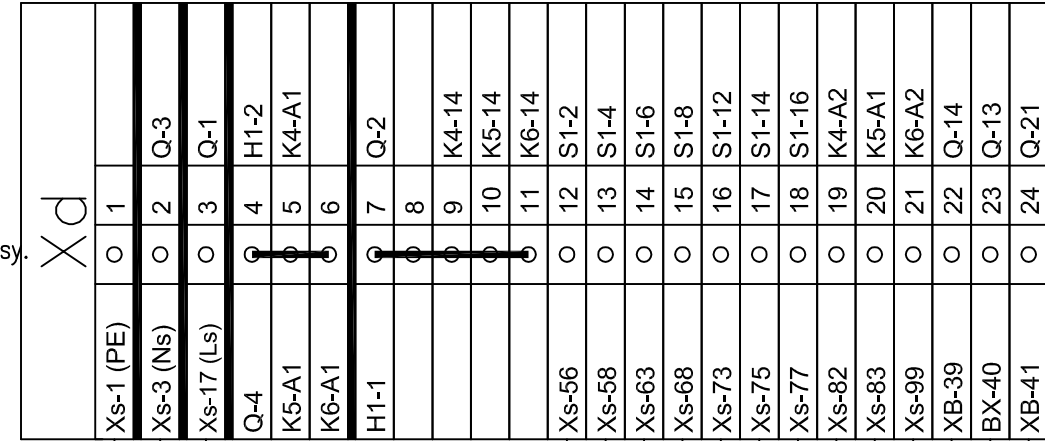 sy.
Xd
Xs-1 (PE) 1
Xs-3 (Ns) 2 Q-3
Xs-17 (Ls) 3 Q-1
Q-4 4 H1-2
K5-A1 5 K4-A1
K6-A1 6
H1-1 7 Q-2
8
9 K4-14
10 K5-14
11 K6-14
Xs-56 12 S1-2
Xs-58 13 S1-4
Xs-63 14 S1-6
Xs-68 15 S1-8
Xs-73 16 S1-12
Xs-75 17 S1-14
Xs-77 18 S1-16
Xs-82 19 K4-A2
Xs-83 20 K5-A1
Xs-99 21 K6-A2
XB-39 22 Q-14
BX-40 23 Q-13
XB-41 24 Q-21